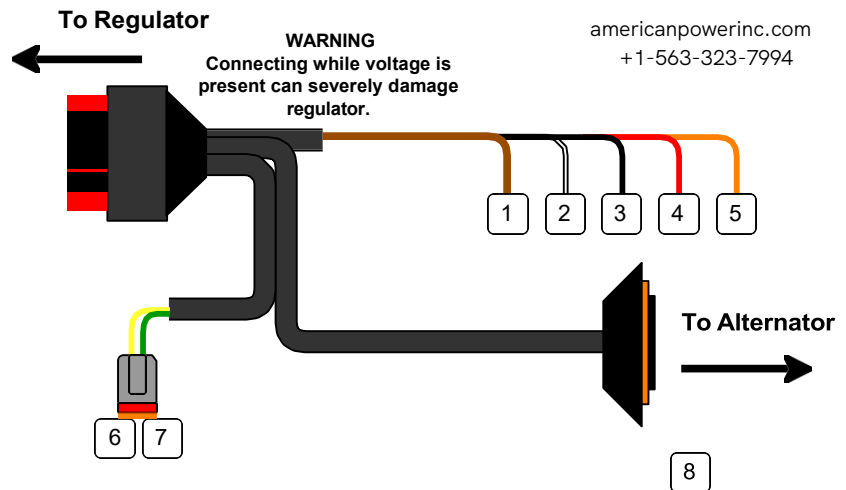 To Regulator
WARNING
Connecting while voltage is
present can severely damage
regulator.
americanpowerinc.com
+1-563-323-7994
1 2 3 4 5
To Alternator
6 7
8